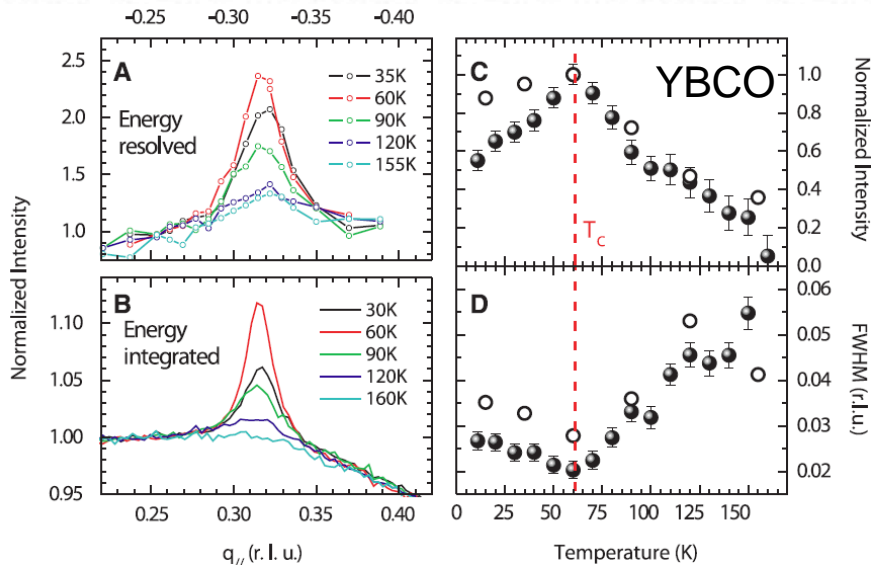 −0.25 −0.30 −0.35 −0.40
A
Energy
resolved
35K
60K
90K
120K
155K
2.5
2.0
1.5
1.0
B
Energy
integrated
30K
60K
90K
120K
160K
1.10
1.05
1.00
0.95
Normalized Intensity
0.25 0.30 0.35 0.40
q// (r. l. u.)
C
YBCO
Tc
1.0
0.8
0.6
0.4
0.2
0.0
Normalized Intensity
D
0.06
0.05
0.04
0.03
0.02
FWHM (r.l.u.)
0 25 50 75 100 125 150
Temperature (K)